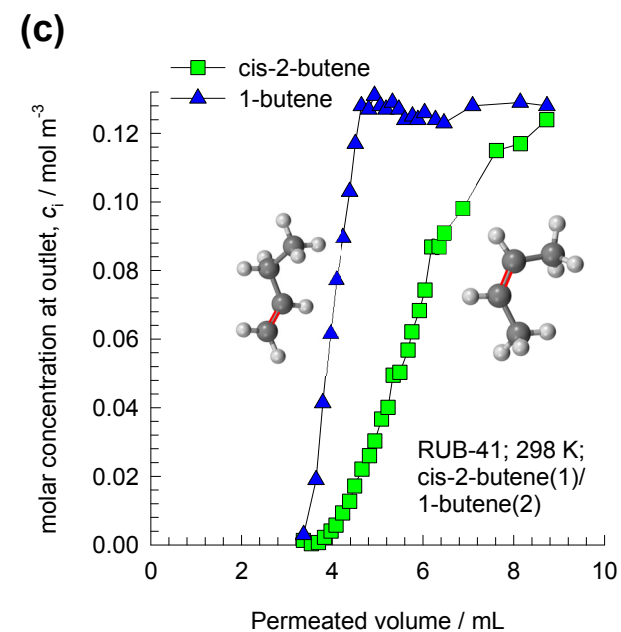 (c)
cis-2-butene
1-butene
molar concentration at outlet, cᵢ / mol m⁻³
0.12
0.10
0.08
0.06
0.04
0.02
0.00
RUB-41; 298 K;
cis-2-butene(1)/
1-butene(2)
0 2 4 6 8 10
Permeated volume / mL